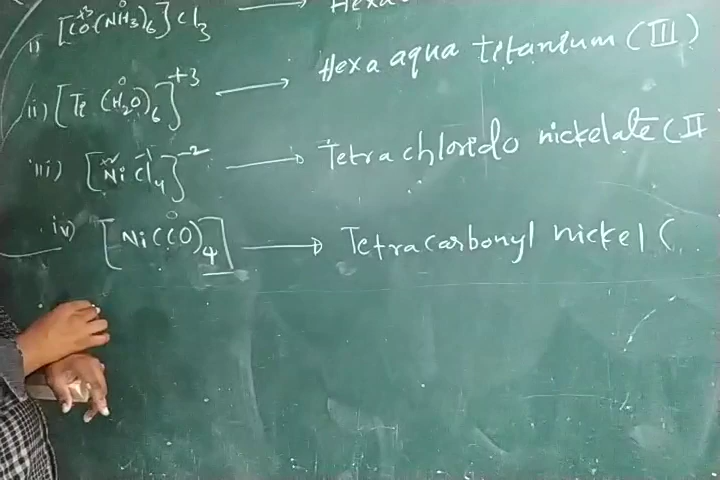 i) [Co(NH3)6]Cl3 → Hexa
ii) [Ti(H2O)6]+3 → Hexa aqua titanium (III)
iii) [NiCl4]-2 → Tetrachlorido nickelate (II
iv) [Ni(CO)4] → Tetracarbonyl nickel (